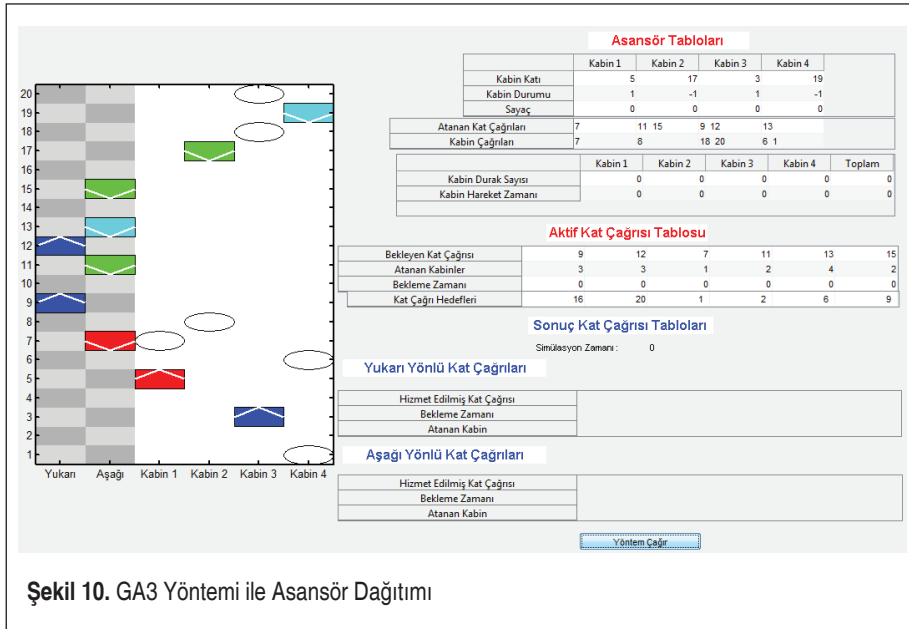 Asansör Tabloları
Kabin 1 Kabin 2 Kabin 3 Kabin 4
Kabin Katı 5 17 3 19
Kabin Durumu 1 -1 1 -1
Sayaç 0 0 0 0
Atanan Kat Çağrıları 7 11 15 9 12 13
Kabin Çağrıları 7 8 18 20 6 1
Kabin 1 Kabin 2 Kabin 3 Kabin 4 Toplam
Kabin Durak Sayısı 0 0 0 0 0
Kabin Hareket Zamanı 0 0 0 0 0
Aktif Kat Çağrısı Tablosu
Bekleyen Kat Çağrısı 9 12 7 11 13 15
Atanan Kabinler 3 3 1 2 4 2
Bekleme Zamanı 0 0 0 0 0 0
Kat Çağrı Hedefleri 16 20 1 2 6 9
Sonuç Kat Çağrısı Tabloları
Simülasyon Zamanı : 0
Yukarı Yönlü Kat Çağrıları
Hizmet Edilmiş Kat Çağrısı
Bekleme Zamanı
Atanan Kabin
Aşağı Yönlü Kat Çağrıları
Hizmet Edilmiş Kat Çağrısı
Bekleme Zamanı
Atanan Kabin
Yöntem Çağır
20
19
18
17
16
15
14
13
12
11
10
9
8
7
6
5
4
3
2
1
Yukarı Aşağı Kabin 1 Kabin 2 Kabin 3 Kabin 4
Şekil 10. GA3 Yöntemi ile Asansör Dağıtımı